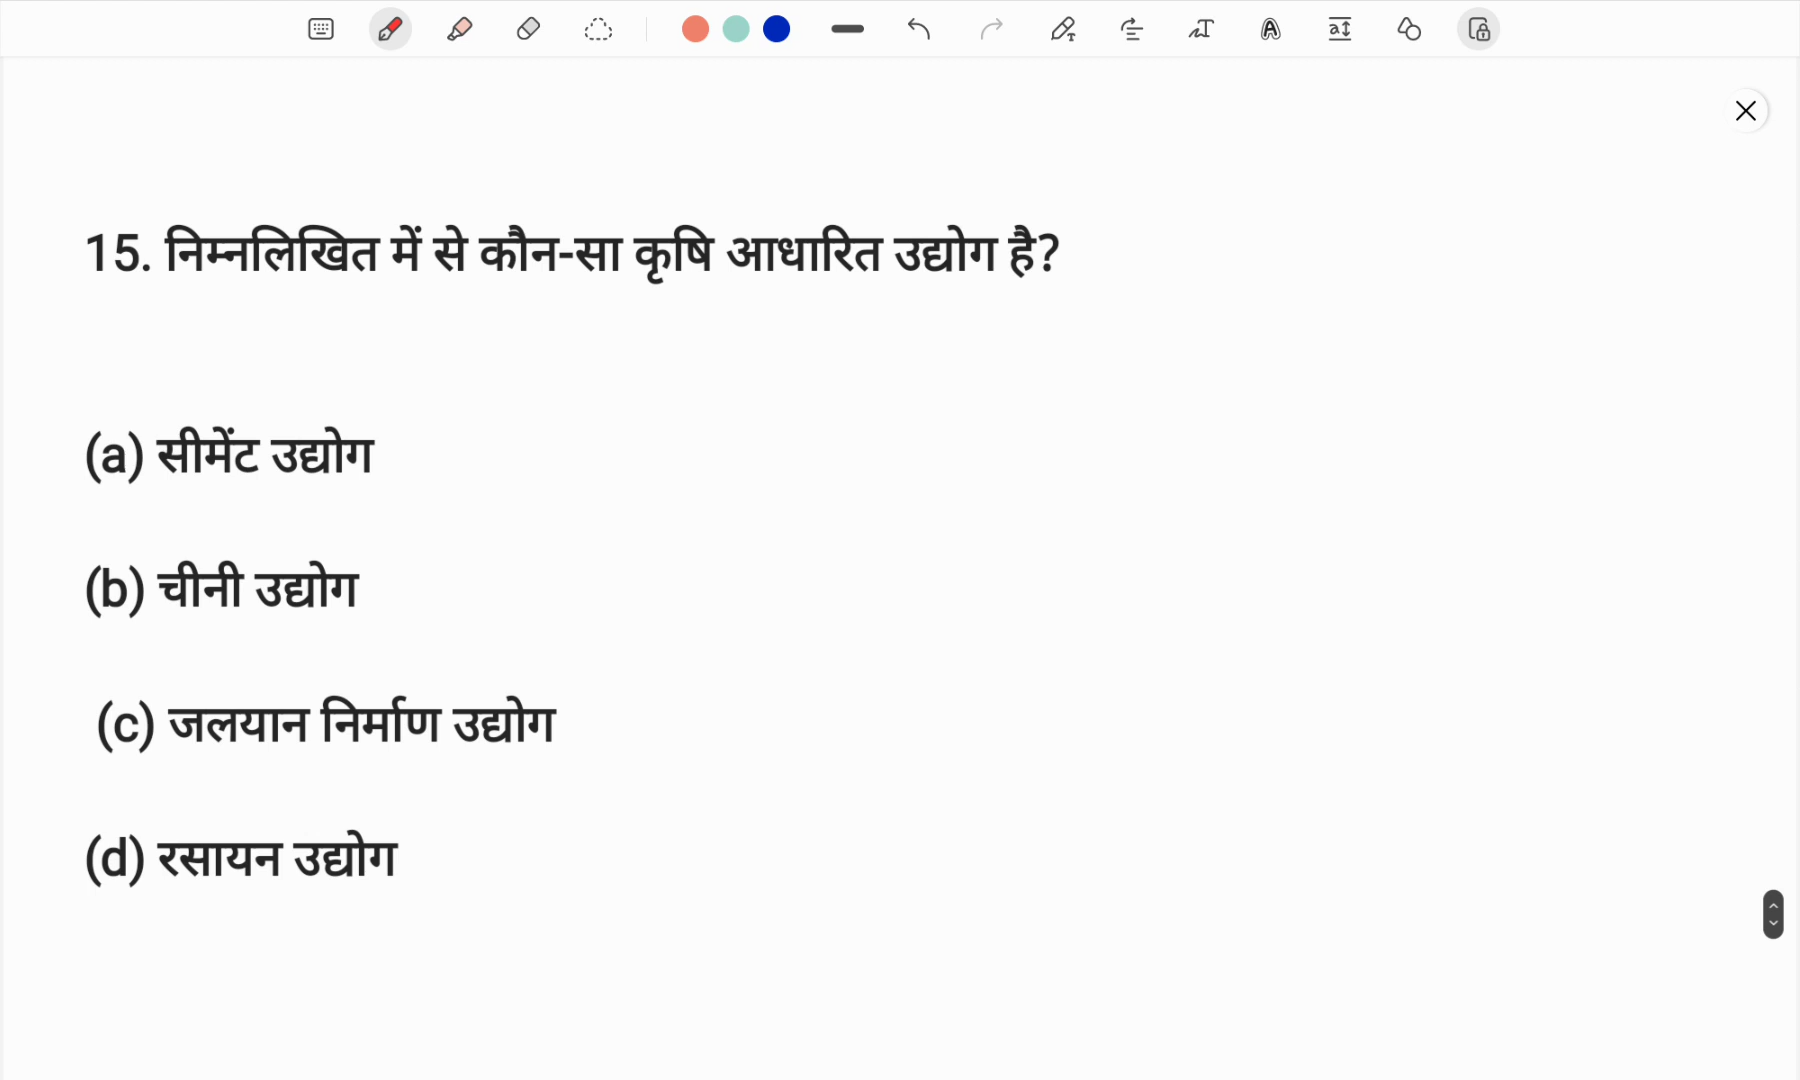 15. निम्नलिखित में से कौन-सा कृषि आधारित उद्योग है?
(a) सीमेंट उद्योग
(b) चीनी उद्योग
(c) जलयान निर्माण उद्योग
(d) रसायन उद्योग